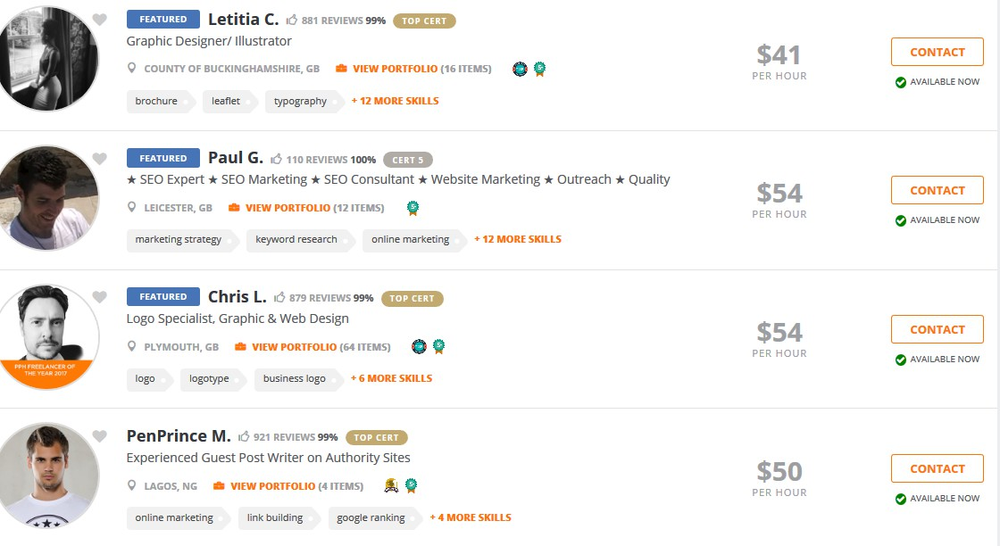 FEATURED Letitia C. 881 REVIEWS 99% TOP CERT
Graphic Designer/ Illustrator
COUNTY OF BUCKINGHAMSHIRE, GB VIEW PORTFOLIO (16 ITEMS)
brochure leaflet typography + 12 MORE SKILLS
$41
PER HOUR
CONTACT
AVAILABLE NOW
FEATURED Paul G. 110 REVIEWS 100% CERT 5
★ SEO Expert ★ SEO Marketing ★ SEO Consultant ★ Website Marketing ★ Outreach ★ Quality
LEICESTER, GB VIEW PORTFOLIO (12 ITEMS)
marketing strategy keyword research online marketing + 12 MORE SKILLS
$54
PER HOUR
CONTACT
AVAILABLE NOW
PPH FREELANCER OF
THE YEAR 2017
FEATURED Chris L. 879 REVIEWS 99% TOP CERT
Logo Specialist, Graphic & Web Design
PLYMOUTH, GB VIEW PORTFOLIO (64 ITEMS)
logo logotype business logo + 6 MORE SKILLS
$54
PER HOUR
CONTACT
AVAILABLE NOW
PenPrince M. 921 REVIEWS 99% TOP CERT
Experienced Guest Post Writer on Authority Sites
LAGOS, NG VIEW PORTFOLIO (4 ITEMS)
online marketing link building google ranking + 4 MORE SKILLS
$50
PER HOUR
CONTACT
AVAILABLE NOW